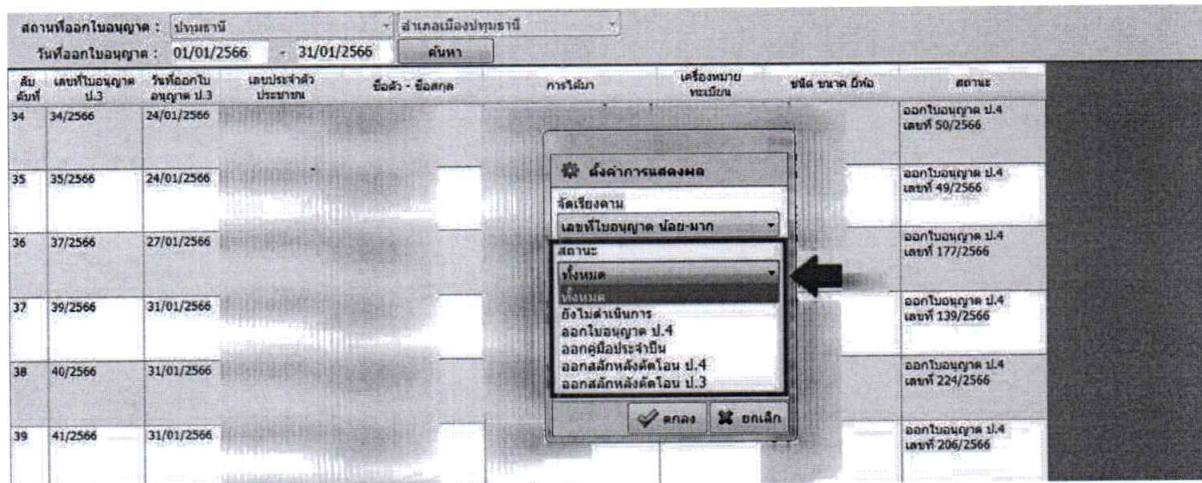 สถานที่ออกใบอนุญาต : ปทุมธานี อำเภอเมืองปทุมธานี
วันที่ออกใบอนุญาต : 01/01/2566 - 31/01/2566 ค้นหา
ลับดับที่ เลขที่ใบอนุญาต ป.3 วันที่ออกใบอนุญาต ป.3 เลขประจำตัวประชาชน ชื่อตัว - ชื่อสกุล การได้มา เครื่องหมายทะเบียน ชนิด ขนาด ยี่ห้อ สถานะ
34 34/2566 24/01/2566 ออกใบอนุญาต ป.4
เลขที่ 50/2566
35 35/2566 24/01/2566 ออกใบอนุญาต ป.4
เลขที่ 49/2566
36 37/2566 27/01/2566 ออกใบอนุญาต ป.4
เลขที่ 177/2566
37 39/2566 31/01/2566 ออกใบอนุญาต ป.4
เลขที่ 139/2566
38 40/2566 31/01/2566 ออกใบอนุญาต ป.4
เลขที่ 224/2566
39 41/2566 31/01/2566 ออกใบอนุญาต ป.4
เลขที่ 206/2566
ตั้งค่าการแสดงผล
จัดเรียงตาม
เลขที่ใบอนุญาต น้อย-มาก
สถานะ
ทั้งหมด
ทั้งหมด
ยังไม่ดำเนินการ
ออกใบอนุญาต ป.4
ออกคู่มือประจำปืน
ออกสลักหลังตัดโอน ป.4
ออกสลักหลังตัดโอน ป.3
ตกลง ยกเลิก